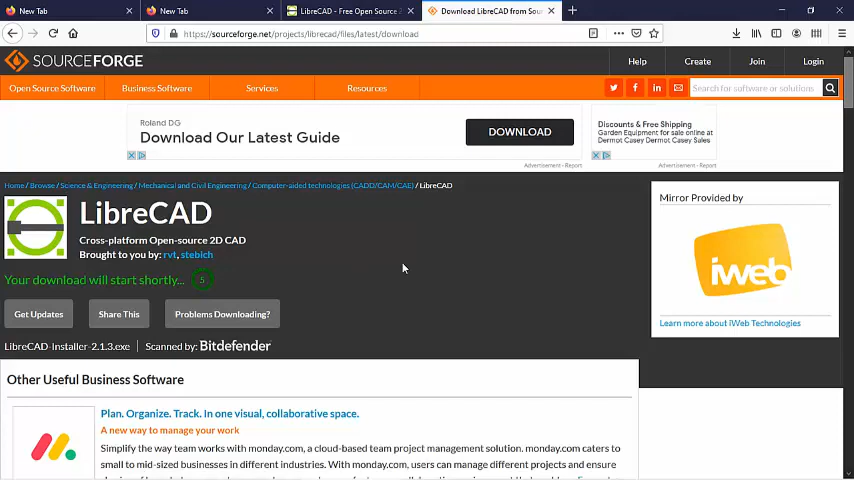 New Tab
New Tab
LibreCAD - Free Open Source 2
Download LibreCAD from Sour
https://sourceforge.net/projects/librecad/files/latest/download
SOURCEFORGE
Help
Create
Join
Login
Open Source Software
Business Software
Services
Resources
Search for software or solutions
Roland DG
Download Our Latest Guide
DOWNLOAD
Advertisement - Report
Discounts & Free Shipping
Garden Equipment for sale online at
Dermot Casey Dermot Casey Sales
Advertisement - Report
Home / Browse / Science & Engineering / Mechanical and Civil Engineering / Computer-aided technologies (CADD/CAM/CAE) / LibreCAD
LibreCAD
Cross-platform Open-source 2D CAD
Brought to you by: rvt, stebich
Your download will start shortly... 5
Get Updates
Share This
Problems Downloading?
LibreCAD-Installer-2.1.3.exe
Scanned by: Bitdefender
Mirror Provided by
iweb
Learn more about iWeb Technologies
Other Useful Business Software
Plan. Organize. Track. In one visual, collaborative space.
A new way to manage your work
Simplify the way team works with monday.com, a cloud-based team project management solution. monday.com caters to
small to mid-sized businesses in different industries. With monday.com, users can manage different projects and ensure